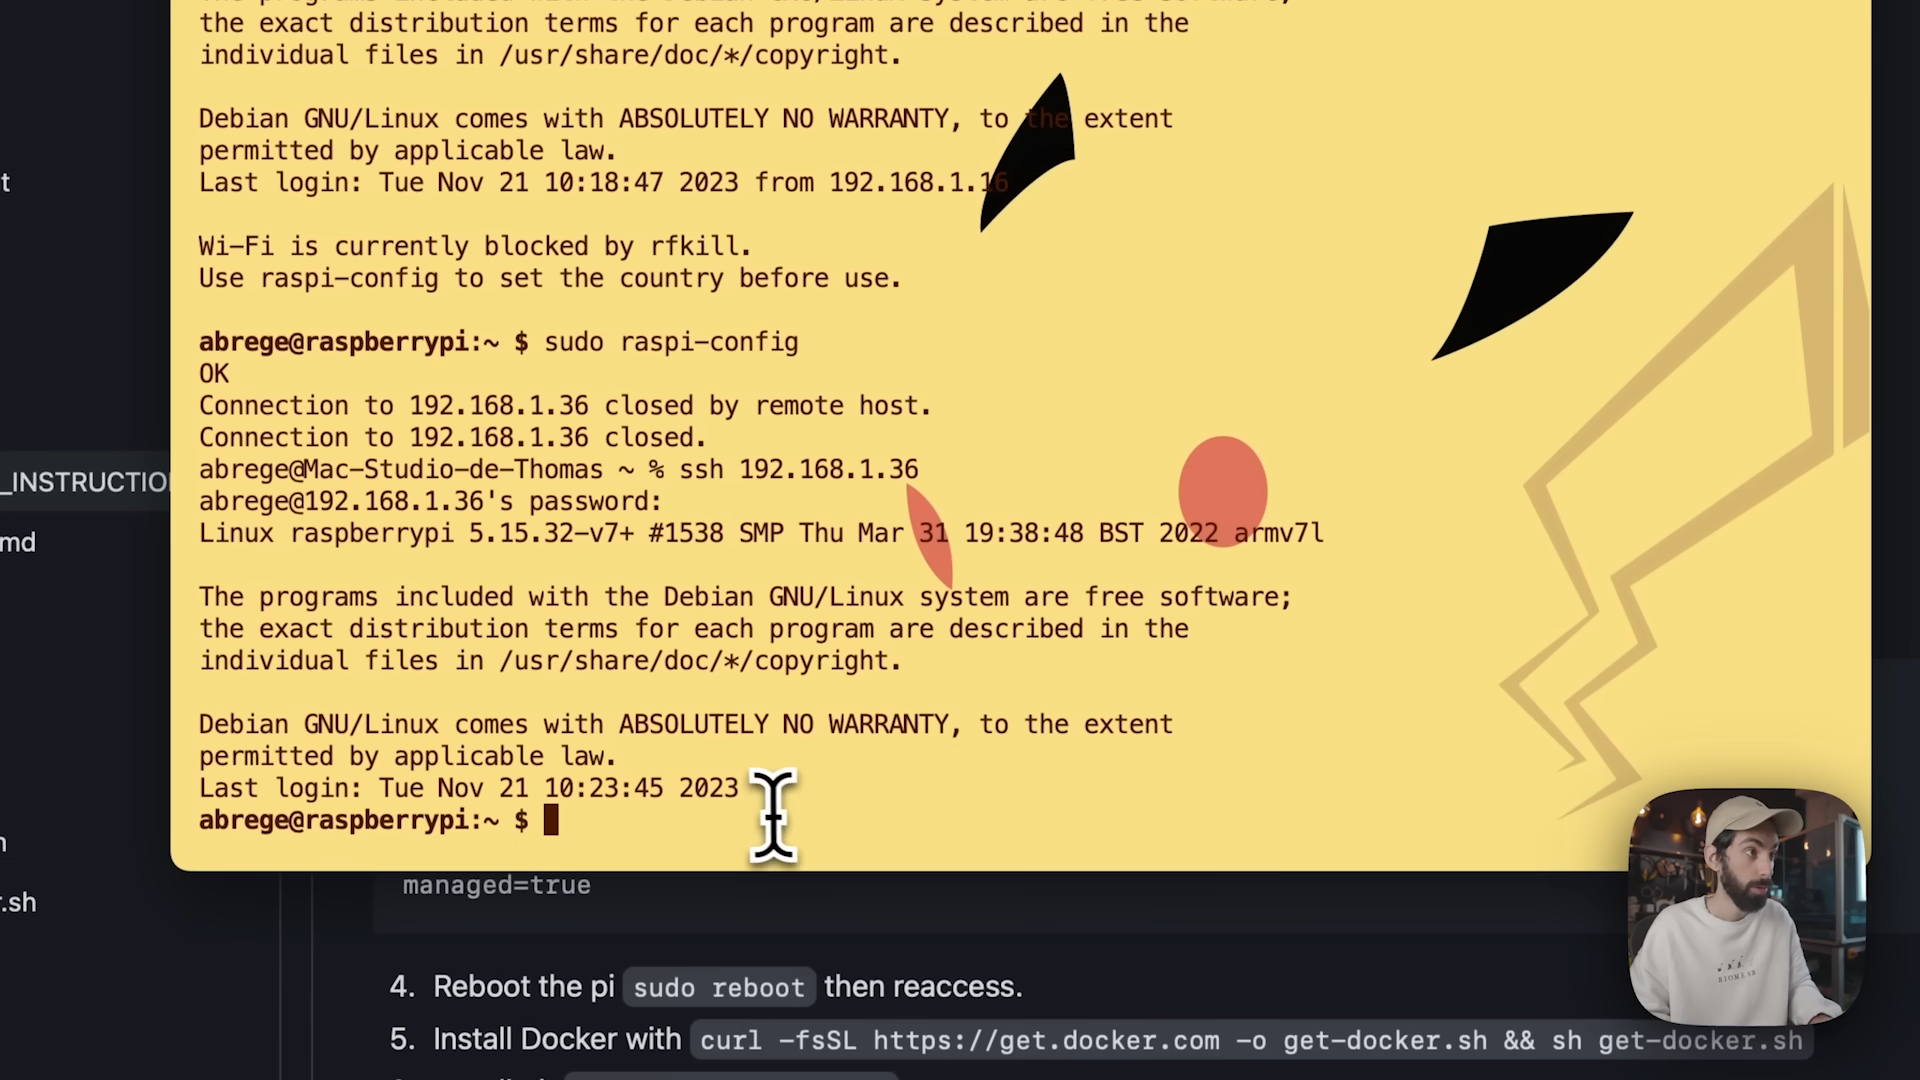 the exact distribution terms for each program are described in the
individual files in /usr/share/doc/*/copyright.
Debian GNU/Linux comes with ABSOLUTELY NO WARRANTY, to the extent
permitted by applicable law.
Last login: Tue Nov 21 10:18:47 2023 from 192.168.1.16
Wi-Fi is currently blocked by rfkill.
Use raspi-config to set the country before use.
abrege@raspberrypi:~ $ sudo raspi-config
OK
Connection to 192.168.1.36 closed by remote host.
Connection to 192.168.1.36 closed.
abrege@Mac-Studio-de-Thomas ~ % ssh 192.168.1.36
abrege@192.168.1.36's password:
Linux raspberrypi 5.15.32-v7+ #1538 SMP Thu Mar 31 19:38:48 BST 2022 armv7l
The programs included with the Debian GNU/Linux system are free software;
the exact distribution terms for each program are described in the
individual files in /usr/share/doc/*/copyright.
Debian GNU/Linux comes with ABSOLUTELY NO WARRANTY, to the extent
permitted by applicable law.
Last login: Tue Nov 21 10:23:45 2023
abrege@raspberrypi:~ $
t
_INSTRUCTIO
md
.sh
managed=true
4. Reboot the pi sudo reboot then reaccess.
5. Install Docker with curl -fsSL https://get.docker.com -o get-docker.sh && sh get-docker.sh